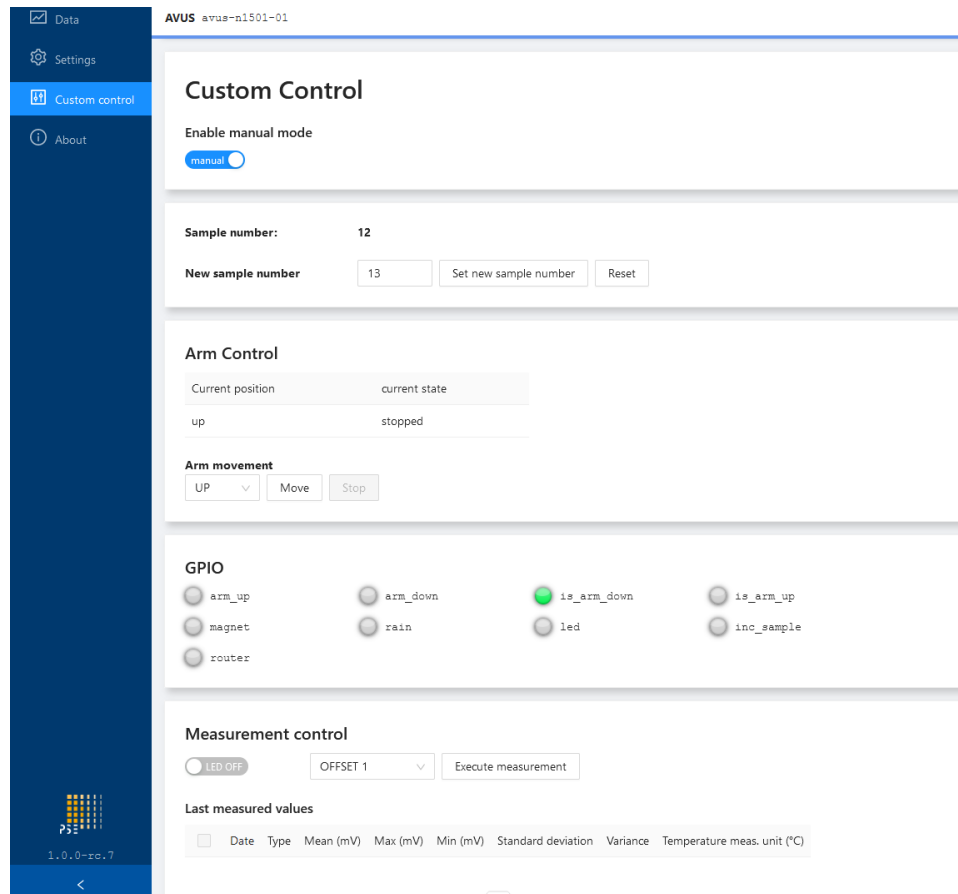 Data
AVUS avus-n1501-01
Settings
Custom control
About
Custom Control
Enable manual mode
manual
Sample number: 12
New sample number 13 Set new sample number Reset
Arm Control
Current position current state
up stopped
Arm movement
UP Move Stop
GPIO
arm_up arm_down is_arm_down is_arm_up
magnet rain led inc_sample
router
Measurement control
LED OFF OFFSET 1 Execute measurement
Last measured values
Date Type Mean (mV) Max (mV) Min (mV) Standard deviation Variance Temperature meas. unit (°C)
PSE
1.0.0-rc.7